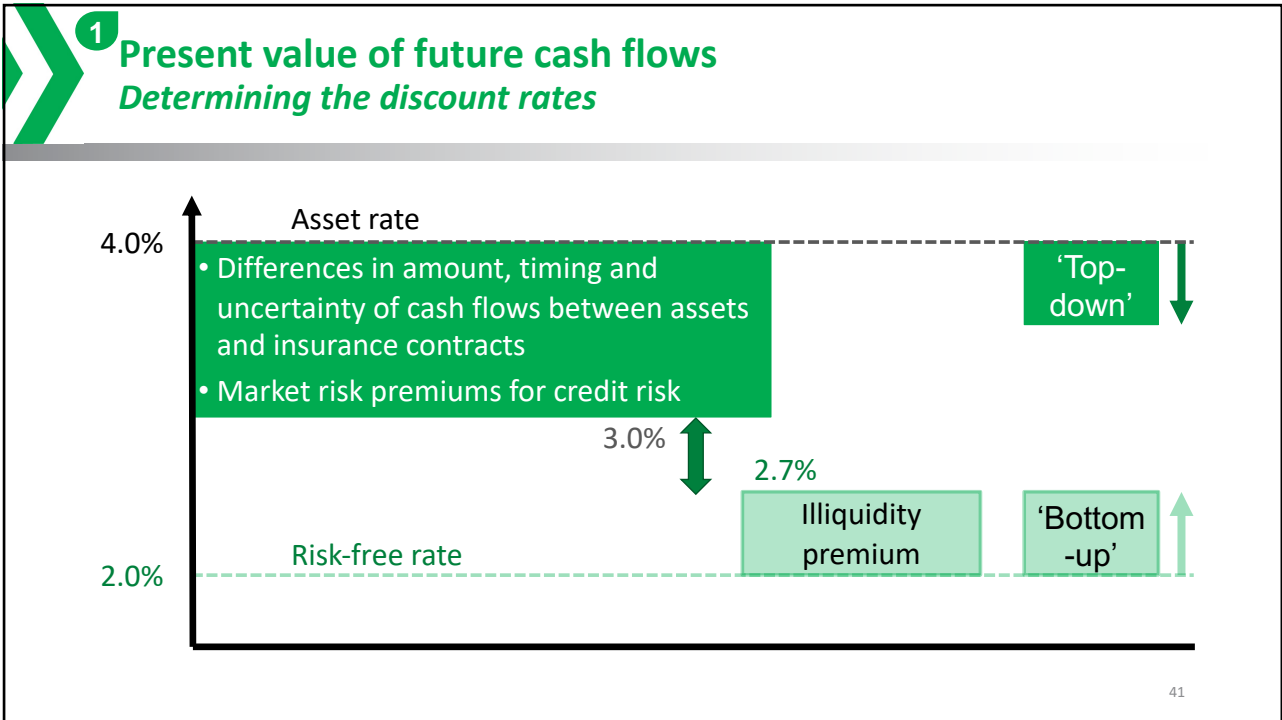 1
Present value of future cash flows
Determining the discount rates
Asset rate
4.0%
• Differences in amount, timing and
uncertainty of cash flows between assets
and insurance contracts
• Market risk premiums for credit risk
‘Top-
down’
3.0%
2.7%
Illiquidity
premium
‘Bottom
-up’
Risk-free rate
2.0%
41